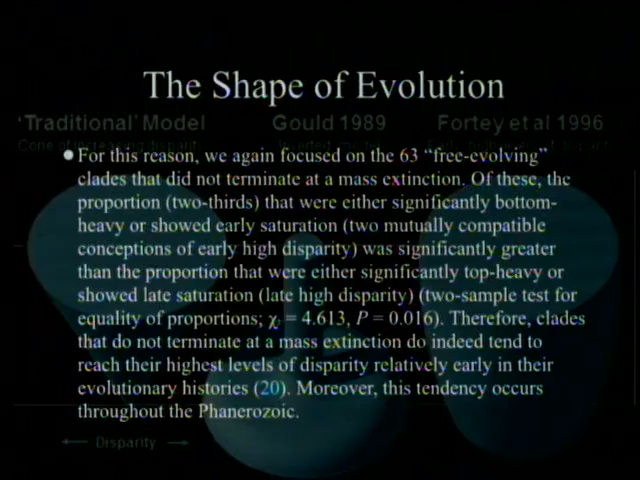 The Shape of Evolution
'Traditional' Model Gould 1989 Fortey et al 1996
Cone of increasing disparity
• For this reason, we again focused on the 63 “free-evolving”
clades that did not terminate at a mass extinction. Of these, the
proportion (two-thirds) that were either significantly bottom-
heavy or showed early saturation (two mutually compatible
conceptions of early high disparity) was significantly greater
than the proportion that were either significantly top-heavy or
showed late saturation (late high disparity) (two-sample test for
equality of proportions; χ = 4.613, P = 0.016). Therefore, clades
that do not terminate at a mass extinction do indeed tend to
reach their highest levels of disparity relatively early in their
evolutionary histories (20). Moreover, this tendency occurs
throughout the Phanerozoic.
← Disparity →